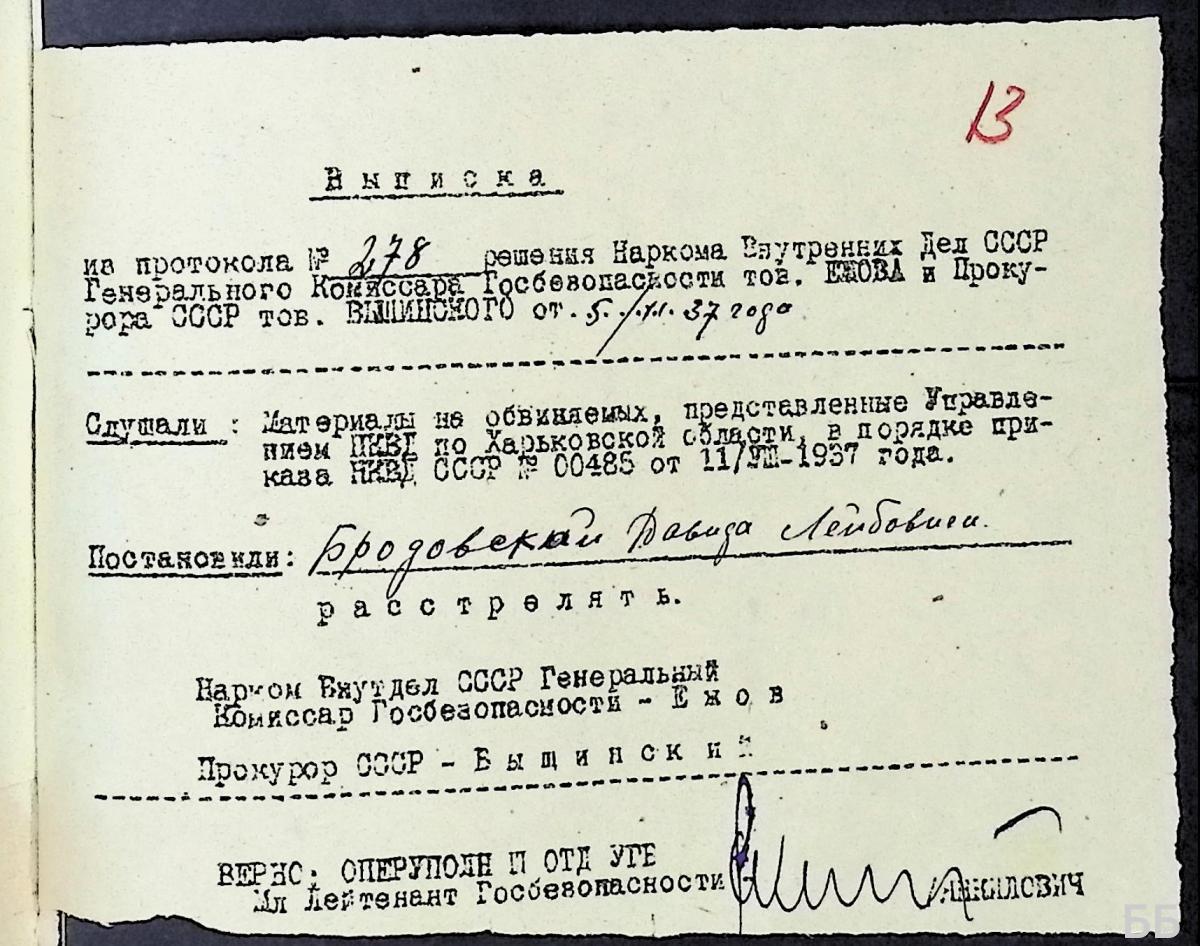 13
Выписка
из протокола № 278 решения Наркома Внутренних Дел СССР
Генерального Комиссара Госбезопасности тов. ЕЖОВА и Проку-
рора СССР тов. ВЫШИНСКОГО от 5./XI. 37 года
Слушали : Материалы на обвиняемых, представленные Управле-
нием НКВД по Харьковской области, в порядке при-
каза НКВД СССР № 00485 от 11/VIII-1937 года.
Постановили: Бродовского Давида Лейбовича
расстрелять.
Нарком Внутдел СССР Генеральный
Комиссар Госбезопасности - Ежов
Прокурор СССР - Вышинский
ВЕРНО: ОПЕРУПОЛН ОТД УГБ
Мл Лейтенант Госбезопасности
ББ